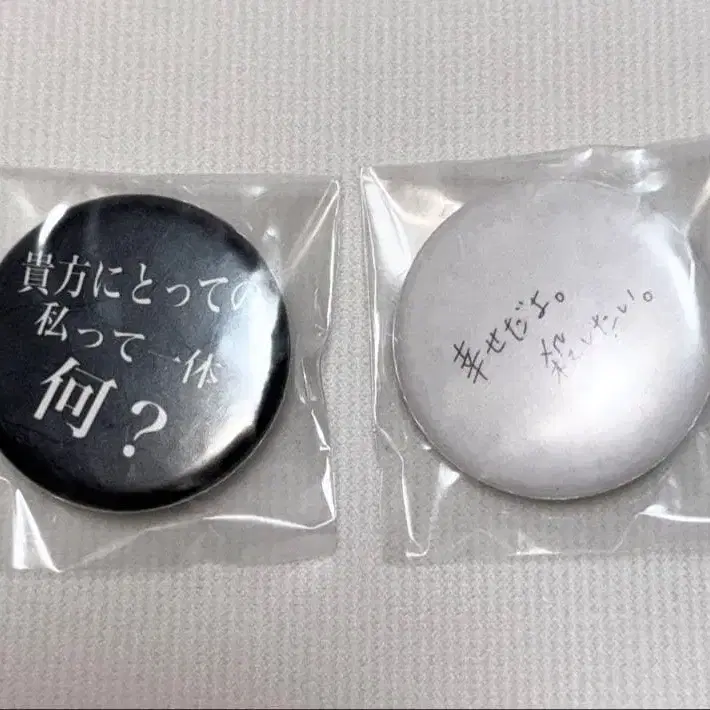 貴方にとっての
私って一体
何？
幸せだよ。